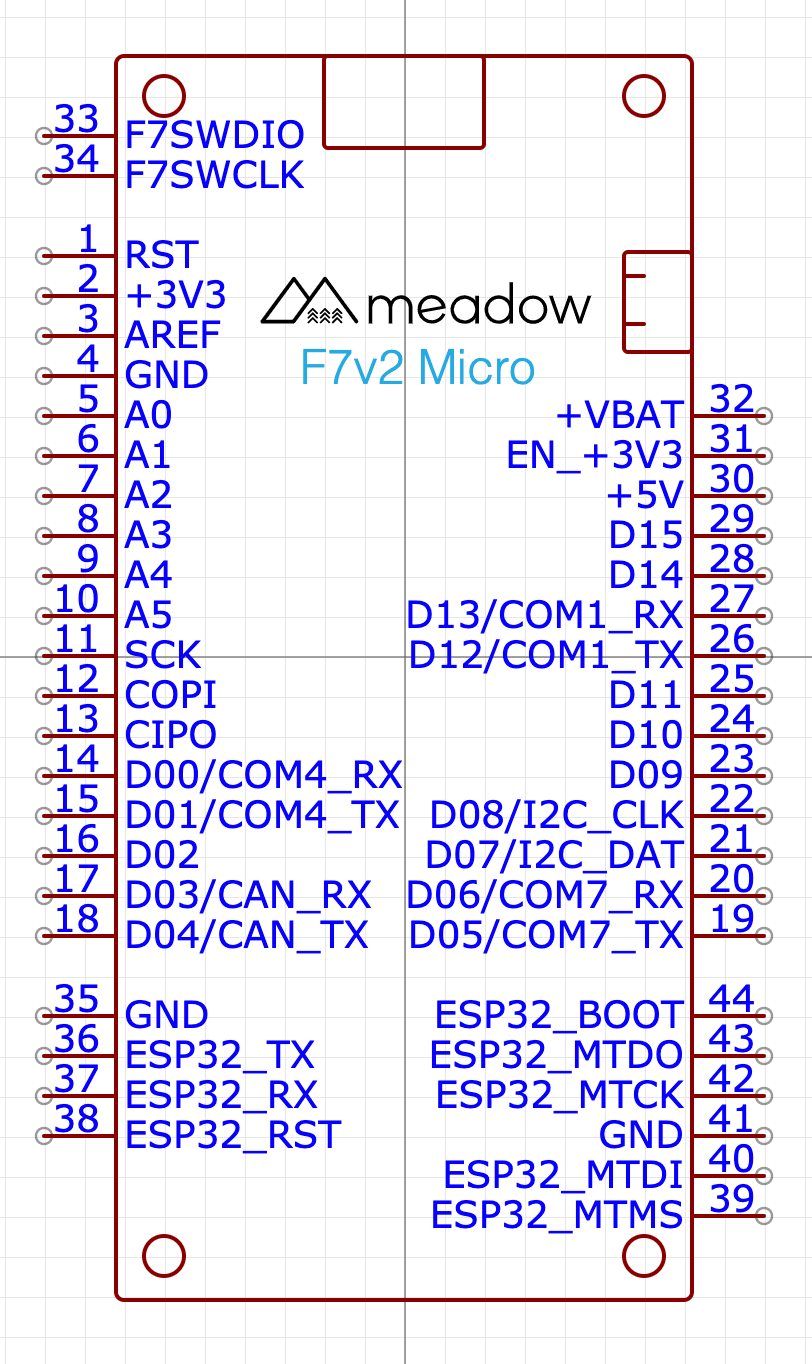 33 F7SWDIO
34 F7SWCLK
1 RST
2 +3V3
meadow
3 AREF
F7v2 Micro
4 GND
5 A0 +VBAT 32
6 A1 EN_+3V3 31
7 A2 +5V 30
8 A3 D15 29
9 A4 D14 28
10 A5 D13/COM1_RX 27
11 SCK D12/COM1_TX 26
12 COPI D11 25
13 CIPO D10 24
14 D00/COM4_RX D09 23
15 D01/COM4_TX D08/I2C_CLK 22
16 D02 D07/I2C_DAT 21
17 D03/CAN_RX D06/COM7_RX 20
18 D04/CAN_TX D05/COM7_TX 19
35 GND ESP32_BOOT 44
36 ESP32_TX ESP32_MTDO 43
37 ESP32_RX ESP32_MTCK 42
38 ESP32_RST GND 41
ESP32_MTDI 40
ESP32_MTMS 39